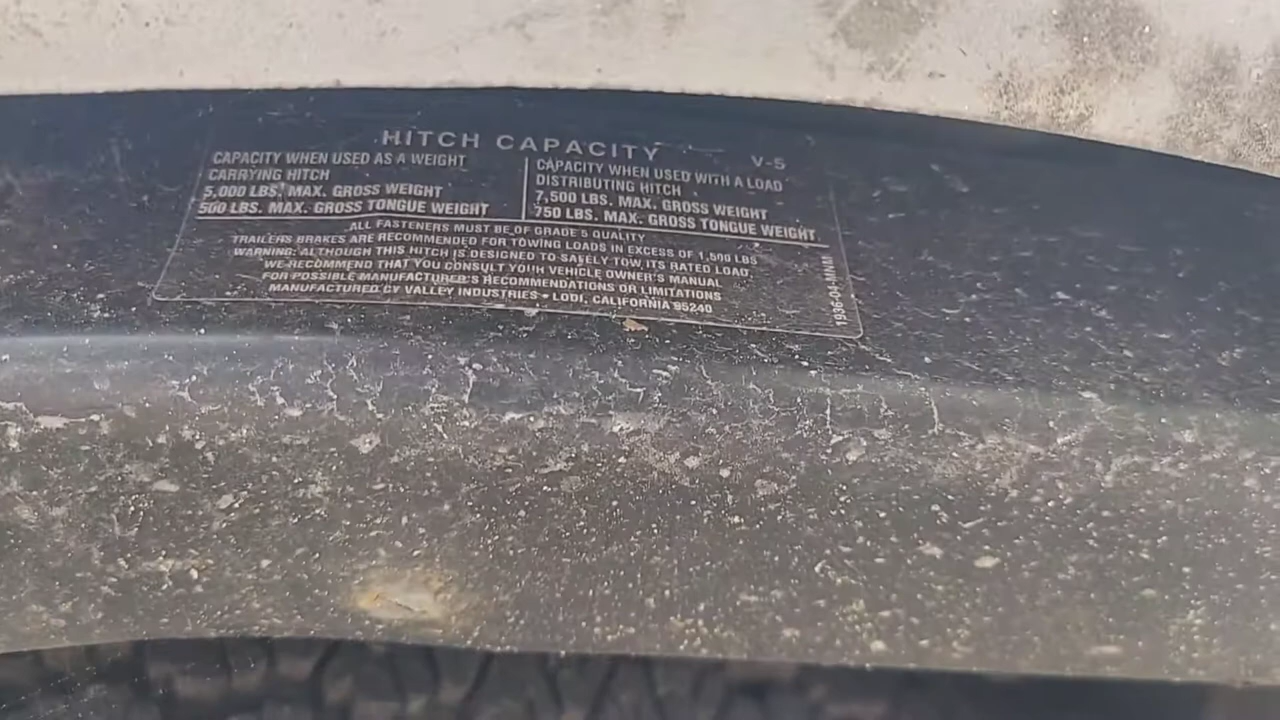 HITCH CAPACITY
V-5
CAPACITY WHEN USED AS A WEIGHT
CARRYING HITCH
5,000 LBS. MAX. GROSS WEIGHT
500 LBS. MAX. GROSS TONGUE WEIGHT
CAPACITY WHEN USED WITH A LOAD
DISTRIBUTING HITCH
7,500 LBS. MAX. GROSS WEIGHT
750 LBS. MAX. GROSS TONGUE WEIGHT
ALL FASTENERS MUST BE OF GRADE 5 QUALITY
TRAILERS BRAKES ARE RECOMMENDED FOR TOWING LOADS IN EXCESS OF 1,500 LBS
WARNING: ALTHOUGH THIS HITCH IS DESIGNED TO SAFELY TOW ITS RATED LOAD,
WE RECOMMEND THAT YOU CONSULT YOUR VEHICLE OWNER'S MANUAL
FOR POSSIBLE MANUFACTURER'S RECOMMENDATIONS OR LIMITATIONS
MANUFACTURED BY VALLEY INDUSTRIES • LODI, CALIFORNIA 95240